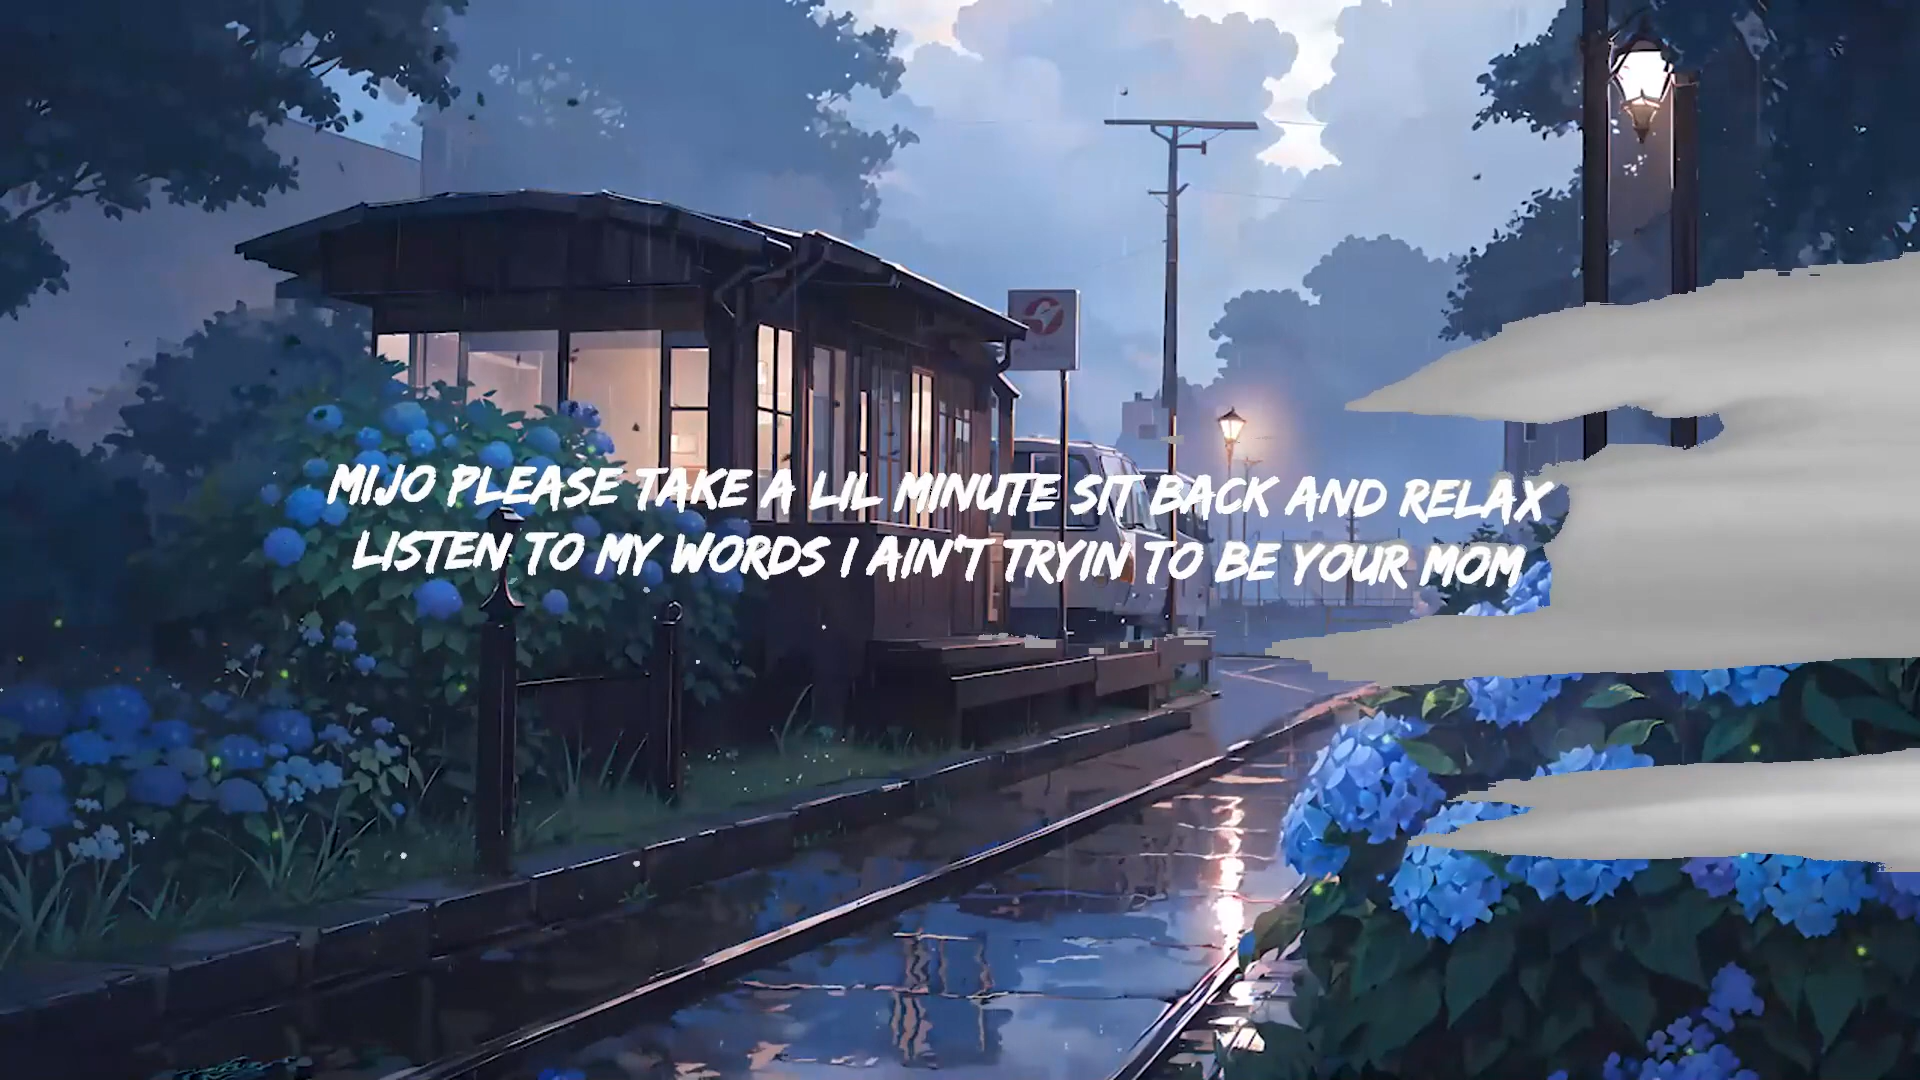 MIJO PLEASE TAKE A LIL MINUTE SIT BACK AND RELAX
LISTEN TO MY WORDS I AIN'T TRYIN TO BE YOUR MOM